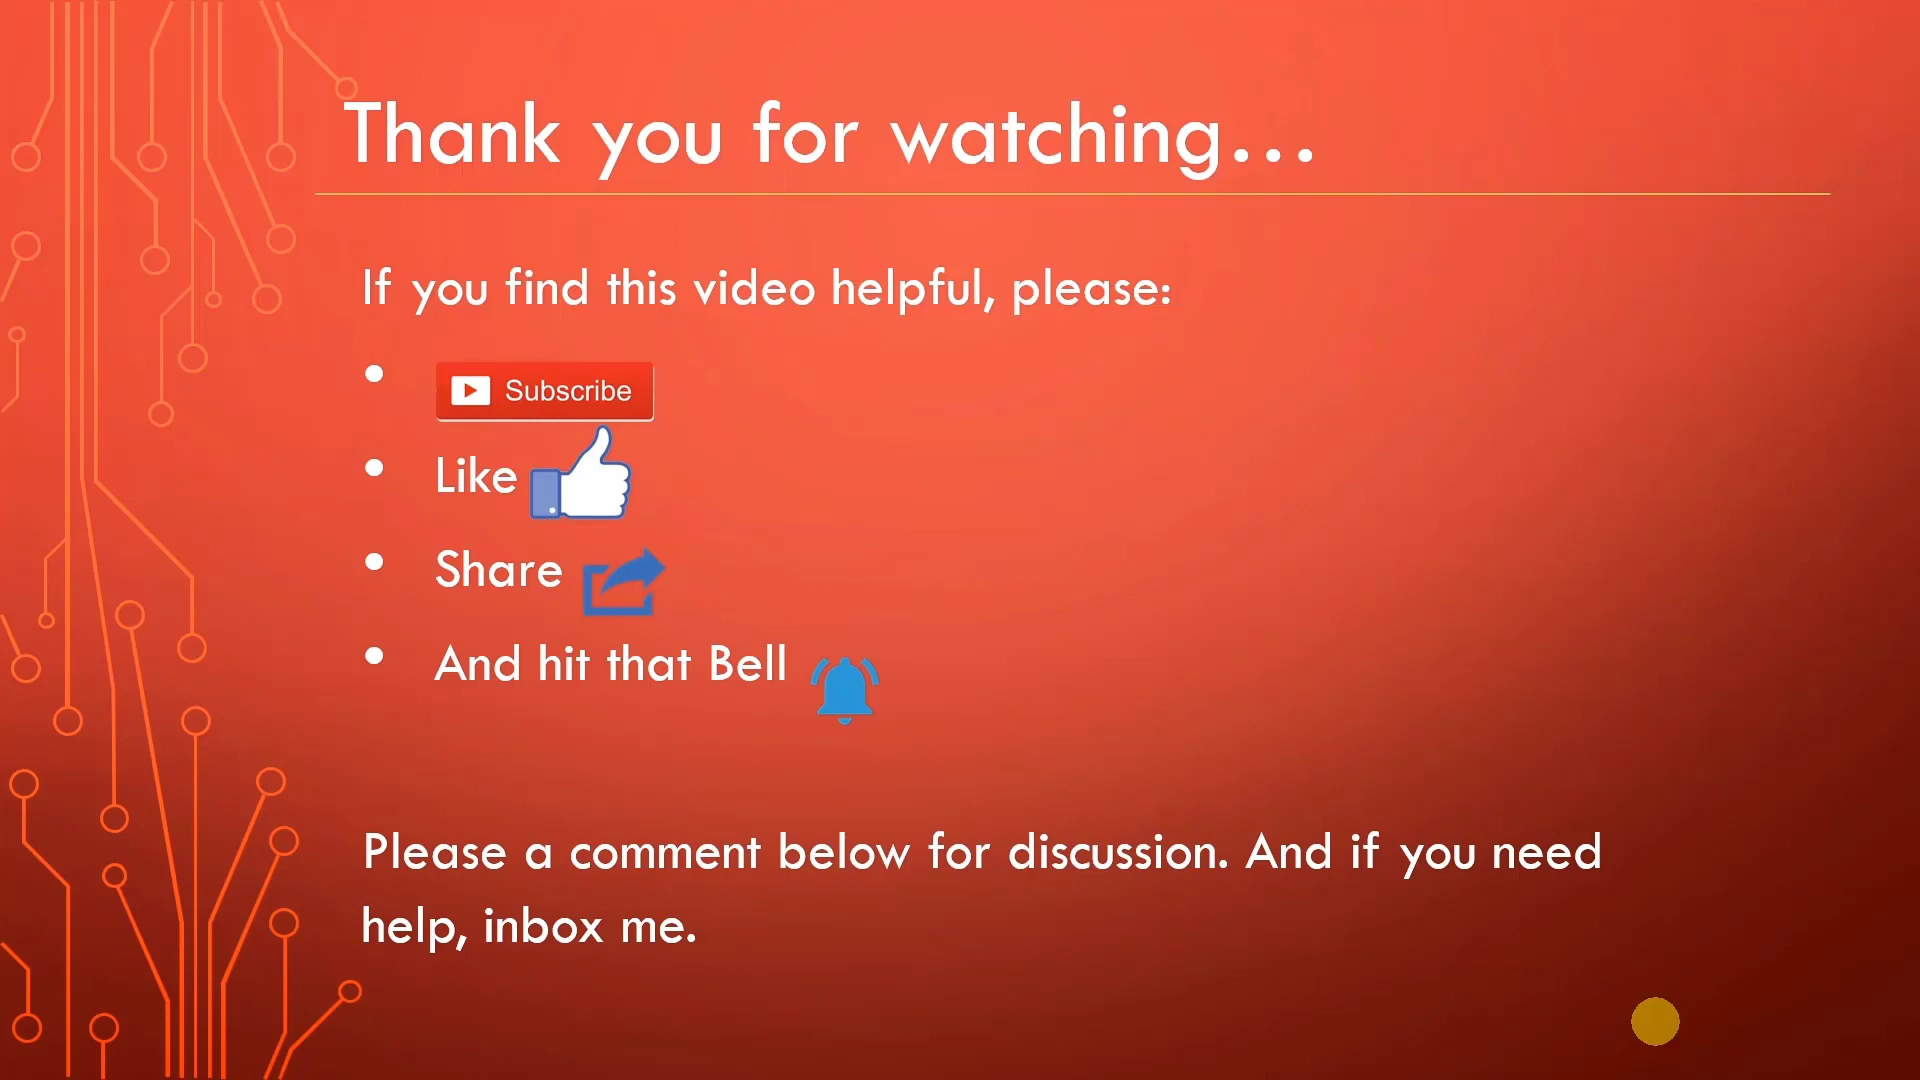 Thank you for watching...
If you find this video helpful, please:
• Subscribe
• Like
• Share
• And hit that Bell
Please a comment below for discussion. And if you need
help, inbox me.